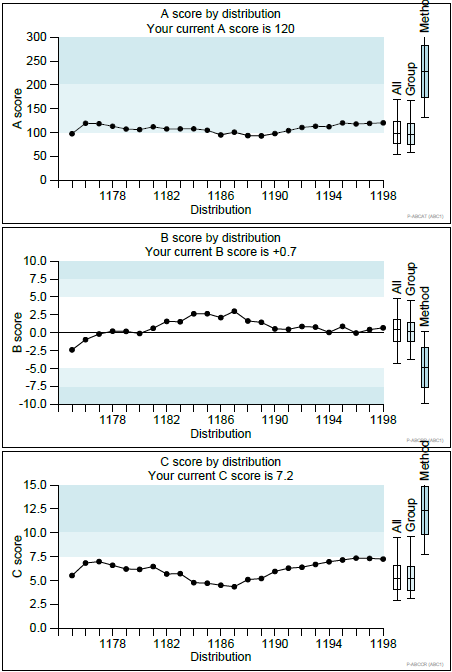 A score by distribution
Your current A score is 120
A score
300
250
200
150
100
50
0
1178
1182
1186
1190
1194
1198
Distribution
All
Group
Method
B score by distribution
Your current B score is +0.7
B score
10.0
7.5
5.0
2.5
0.0
-2.5
-5.0
-7.5
-10.0
1178
1182
1186
1190
1194
1198
Distribution
All
Group
Method
C score by distribution
Your current C score is 7.2
C score
15.0
12.5
10.0
7.5
5.0
2.5
0.0
1178
1182
1186
1190
1194
1198
Distribution
All
Group
Method